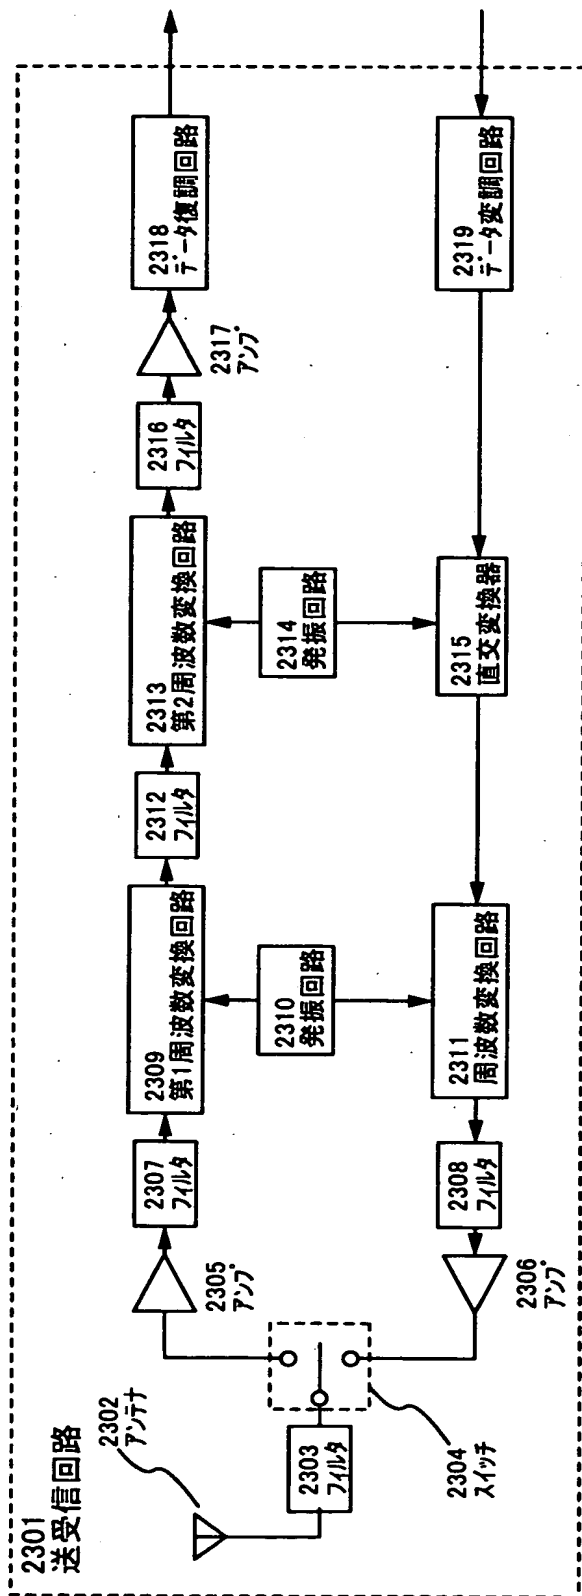 2301
送受信回路
2302
アンテナ
2303
フィルタ
2304
スイッチ
2305
アンプ
2306
アンプ
2307
フィルタ
2308
フィルタ
2309
第1周波数変換回路
2310
発振回路
2311
周波数変換回路
2312
フィルタ
2313
第2周波数変換回路
2314
発振回路
2315
直交変換器
2316
フィルタ
2317
アンプ
2318
データ復調回路
2319
データ変調回路